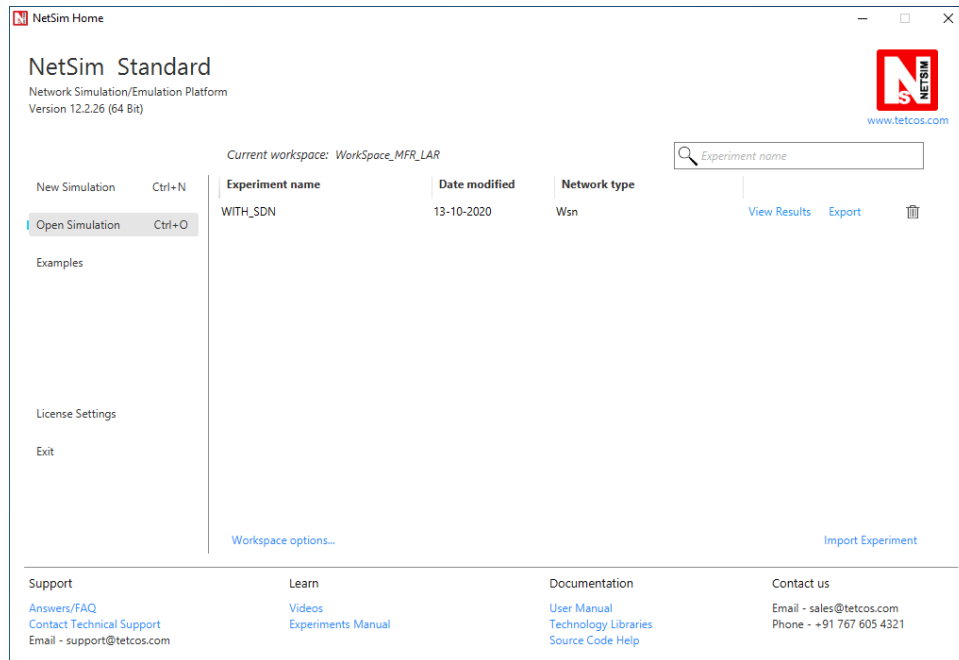 NetSim Home
NetSim Standard
Network Simulation/Emulation Platform
Version 12.2.26 (64 Bit)
NETSIM
www.tetcos.com
Current workspace: WorkSpace_MFR_LAR
Experiment name
New Simulation Ctrl+N
Experiment name Date modified Network type
WITH_SDN 13-10-2020 Wsn View Results Export
Open Simulation Ctrl+O
Examples
License Settings
Exit
Workspace options...
Import Experiment
Support
Answers/FAQ
Contact Technical Support
Email - support@tetcos.com
Learn
Videos
Experiments Manual
Documentation
User Manual
Technology Libraries
Source Code Help
Contact us
Email - sales@tetcos.com
Phone - +91 767 605 4321